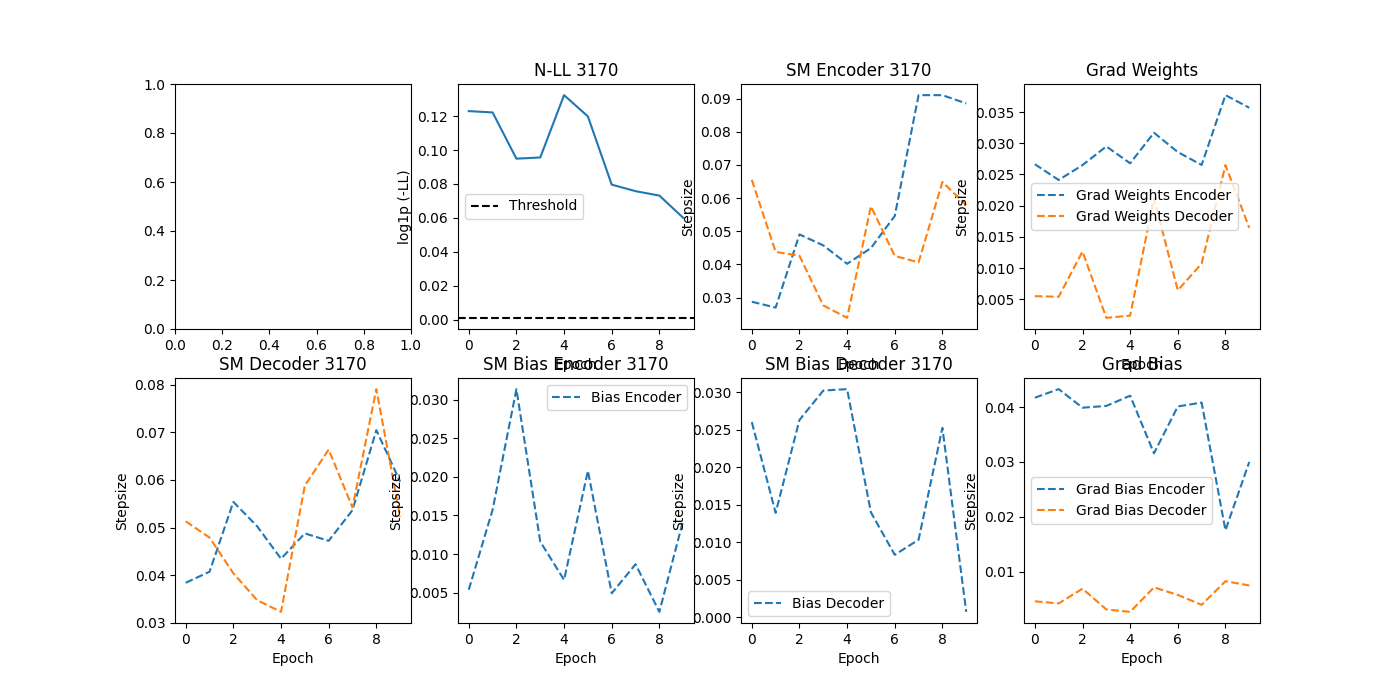 N-LL 3170
SM Encoder 3170
Grad Weights
1.0
0.8
0.6
0.4
0.2
0.0
0.0 0.2 0.4 0.6 0.8 1.0
log1p (-LL)
0.12
0.10
0.08
0.06
0.04
0.02
0.00
Threshold
0 2 4 6 8
Epoch
Stepsize
0.09
0.08
0.07
0.06
0.05
0.04
0.03
0 2 4 6 8
Epoch
Stepsize
0.035
0.030
0.025
0.020
0.015
0.010
0.005
Grad Weights Encoder
Grad Weights Decoder
0 2 4 6 8
Epoch
SM Decoder 3170
SM Bias Encoder 3170
SM Bias Decoder 3170
Grad Bias
Stepsize
0.08
0.07
0.06
0.05
0.04
0.03
0 2 4 6 8
Epoch
Stepsize
0.030
0.025
0.020
0.015
0.010
0.005
Bias Encoder
0 2 4 6 8
Epoch
Stepsize
0.030
0.025
0.020
0.015
0.010
0.005
0.000
Bias Decoder
0 2 4 6 8
Epoch
Stepsize
0.04
0.03
0.02
0.01
Grad Bias Encoder
Grad Bias Decoder
0 2 4 6 8
Epoch